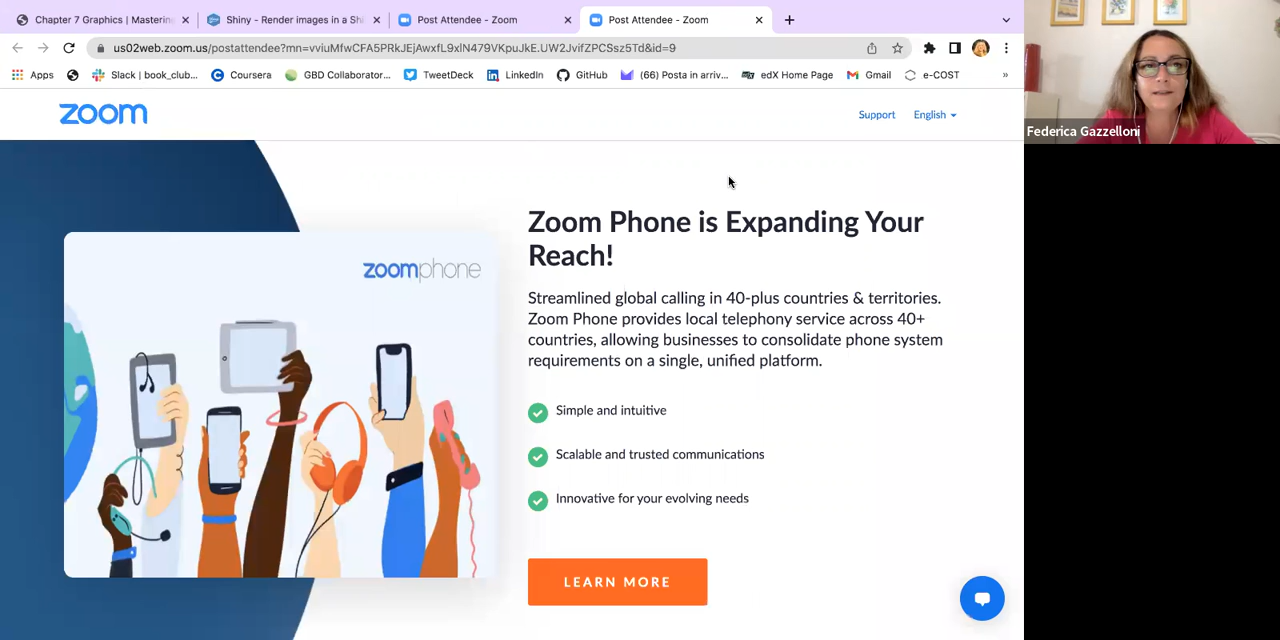 Chapter 7 Graphics | Mastering
Shiny - Render images in a Shi
Post Attendee - Zoom
Post Attendee - Zoom
us02web.zoom.us/postattendee?mn=vviuMfwCFA5PRkJEjAwxfL9xlN479VKpuJkE.UW2JvifZPCSsz5Td&id=9
Apps
Slack | book_club...
Coursera
GBD Collaborator...
TweetDeck
LinkedIn
GitHub
(66) Posta in arriv...
edX Home Page
Gmail
e-COST
»
Federica Gazzelloni
zoom
Support
English
zoomphone
Zoom Phone is Expanding Your
Reach!
Streamlined global calling in 40-plus countries & territories.
Zoom Phone provides local telephony service across 40+
countries, allowing businesses to consolidate phone system
requirements on a single, unified platform.
Simple and intuitive
Scalable and trusted communications
Innovative for your evolving needs
LEARN MORE